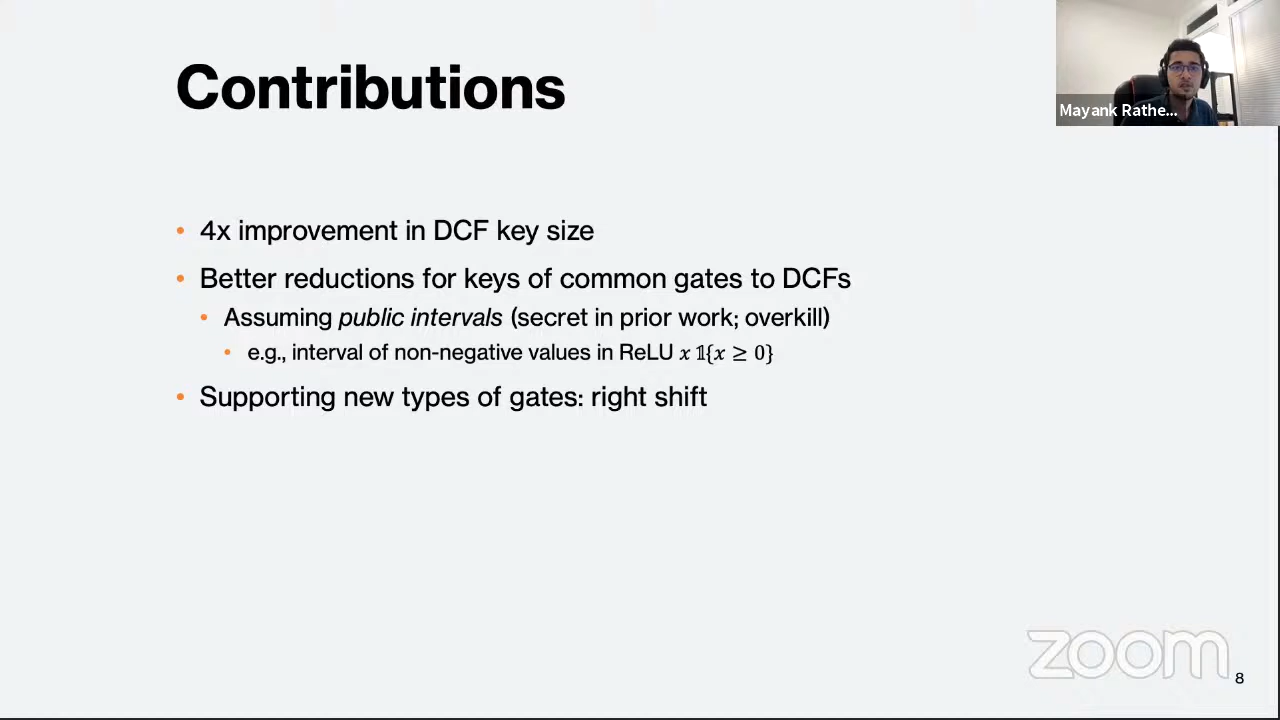 Contributions
Mayank Rathe...
• 4x improvement in DCF key size
• Better reductions for keys of common gates to DCFs
• Assuming public intervals (secret in prior work; overkill)
• e.g., interval of non-negative values in ReLU 𝑥 𝟙{𝑥 ≥ 0}
• Supporting new types of gates: right shift
zoom
8